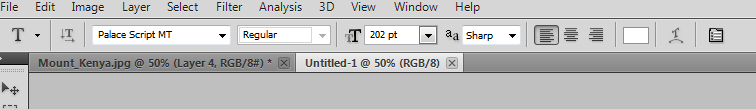 File Edit Image Layer Select Filter Analysis 3D View Window Help
T T Palace Script MT Regular T 202 pt aa Sharp
Mount_Kenya.jpg @ 50% (Layer 4, RGB/8#) * Untitled-1 @ 50% (RGB/8)